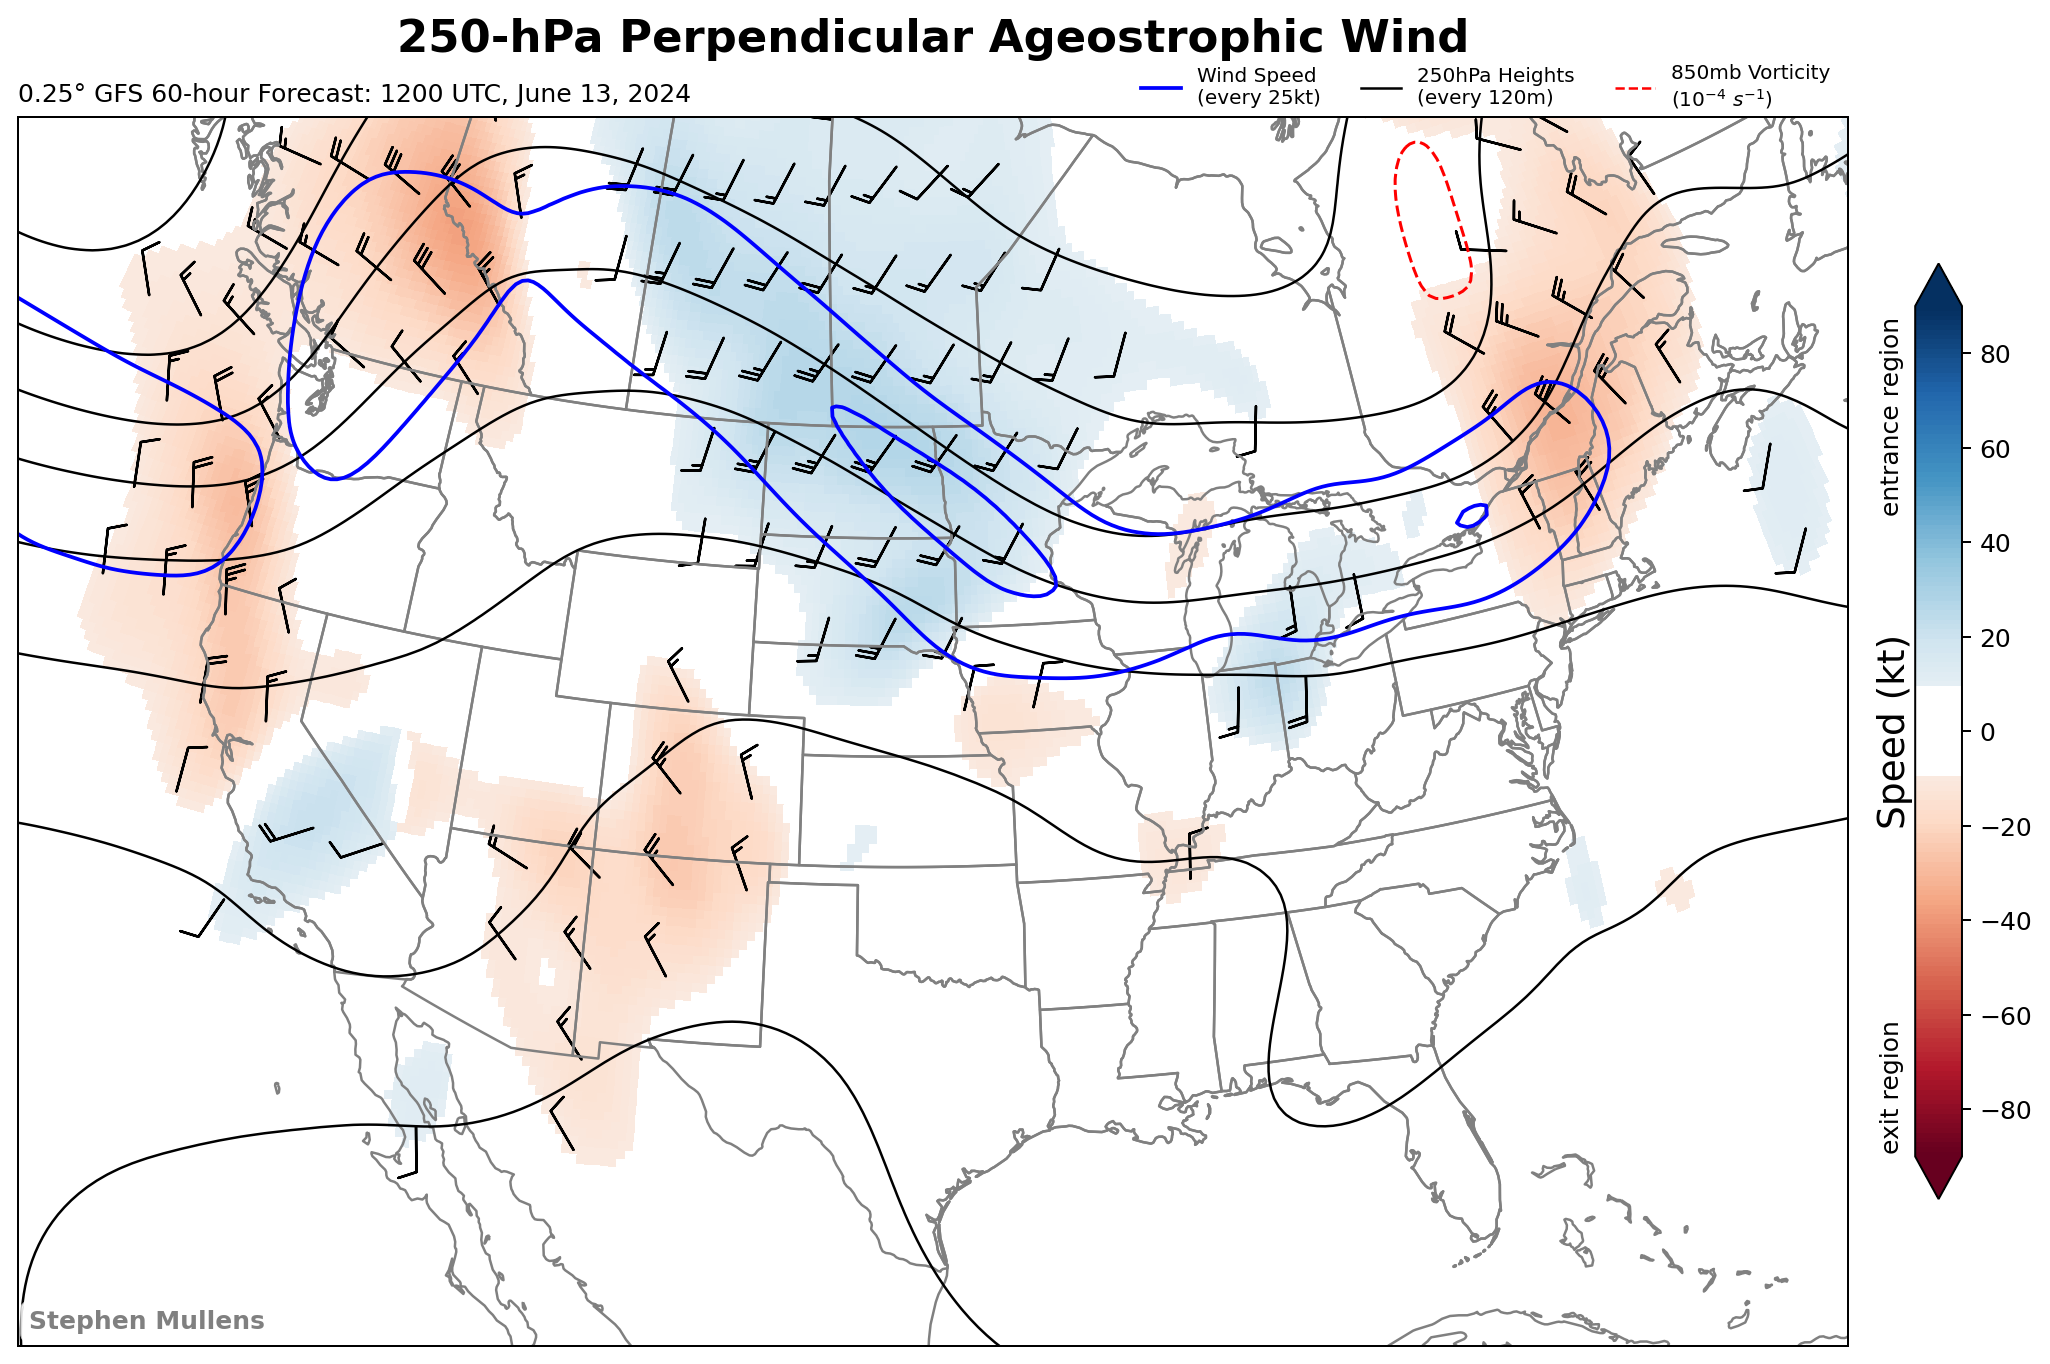 250-hPa Perpendicular Ageostrophic Wind
0.25° GFS 60-hour Forecast: 1200 UTC, June 13, 2024
Wind Speed
(every 25kt)
250hPa Heights
(every 120m)
850mb Vorticity
(10⁻⁴ s⁻¹)
entrance region
Speed (kt)
exit region
80
60
40
20
0
−20
−40
−60
−80
Stephen Mullens